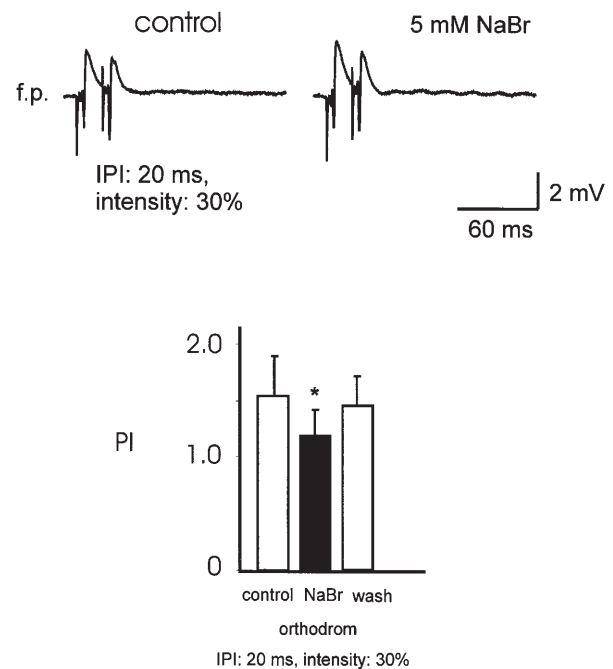 control 5 mM NaBr
f.p.
IPI: 20 ms,
intensity: 30%
2 mV
60 ms
2.0
PI
1.0
0
*
control NaBr wash
orthodrom
IPI: 20 ms, intensity: 30%